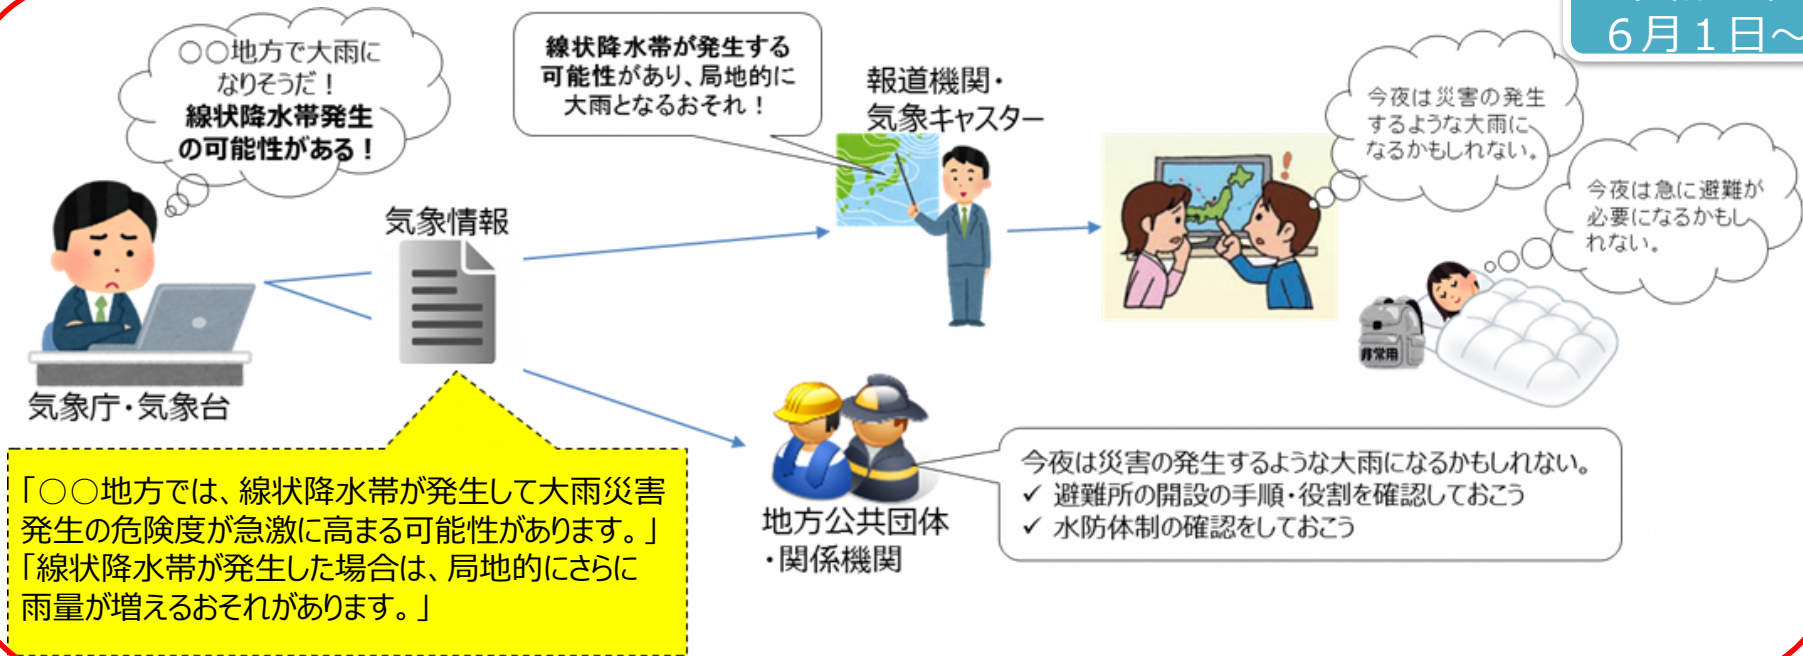 6月1日~
○○地方で大雨に
なりそうだ！
線状降水帯発生
の可能性がある！
線状降水帯が発生する
可能性があり、局地的に
大雨となるおそれ！
報道機関・
気象キャスター
今夜は災害の発生
するような大雨に
なるかもしれない。
今夜は急に避難が
必要になるかもし
れない。
気象情報
非常用
気象庁・気象台
「○○地方では、線状降水帯が発生して大雨災害
発生の危険度が急激に高まる可能性があります。」
「線状降水帯が発生した場合は、局地的にさらに
雨量が増えるおそれがあります。」
地方公共団体
・関係機関
今夜は災害の発生するような大雨になるかもしれない。
✓ 避難所の開設の手順・役割を確認しておこう
✓ 水防体制の確認をしておこう